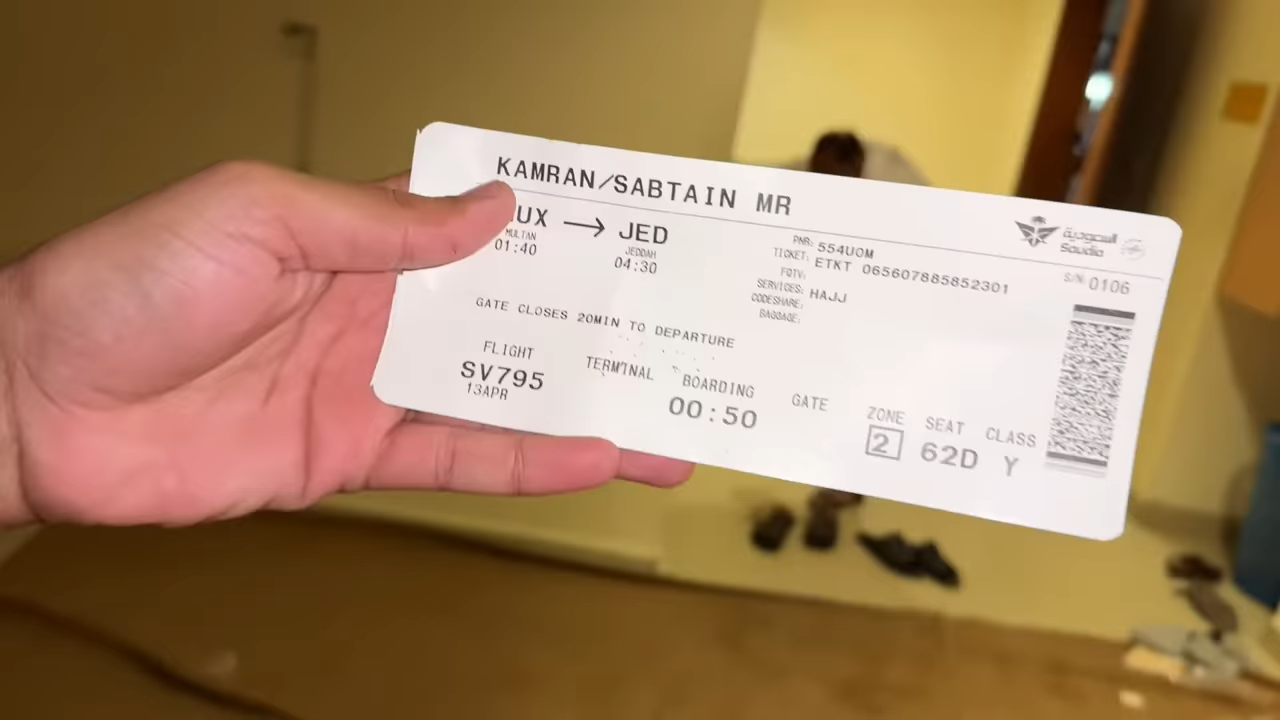 KAMRAN/SABTAIN MR
UX → JED
MULTAN JEDDAH
01:40 04:30
PNR: 554UOM
TICKET: ETKT 065607885852301
FQTV:
SERVICES: HAJJ
CODESHARE:
BAGGAGE:
السعودية
Saudia
S/N: 0106
GATE CLOSES 20MIN TO DEPARTURE
FLIGHT TERMINAL BOARDING GATE ZONE SEAT CLASS
SV795 00:50 2 62D Y
13APR